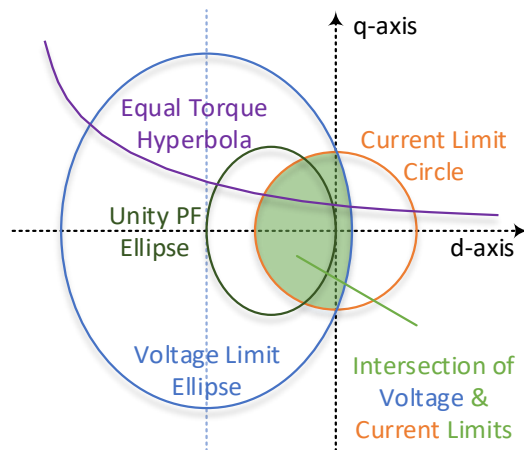 q-axis
Equal Torque
Hyperbola
Current Limit
Circle
Unity PF
Ellipse
d-axis
Voltage Limit
Ellipse
Intersection of
Voltage &
Current Limits